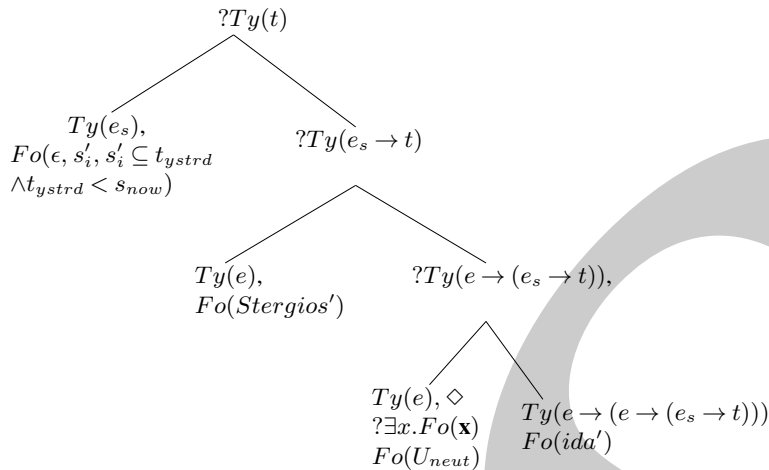 ?Ty(t)
Ty(e_s),
Fo(ϵ, s′_i, s′_i ⊆ t_ystrd
∧t_ystrd < s_now)
?Ty(e_s → t)
Ty(e),
Fo(Stergios′)
?Ty(e → (e_s → t)),
Ty(e), ◇
?∃x.Fo(x)
Fo(U_neut)
Ty(e → (e → (e_s → t)))
Fo(ida′)